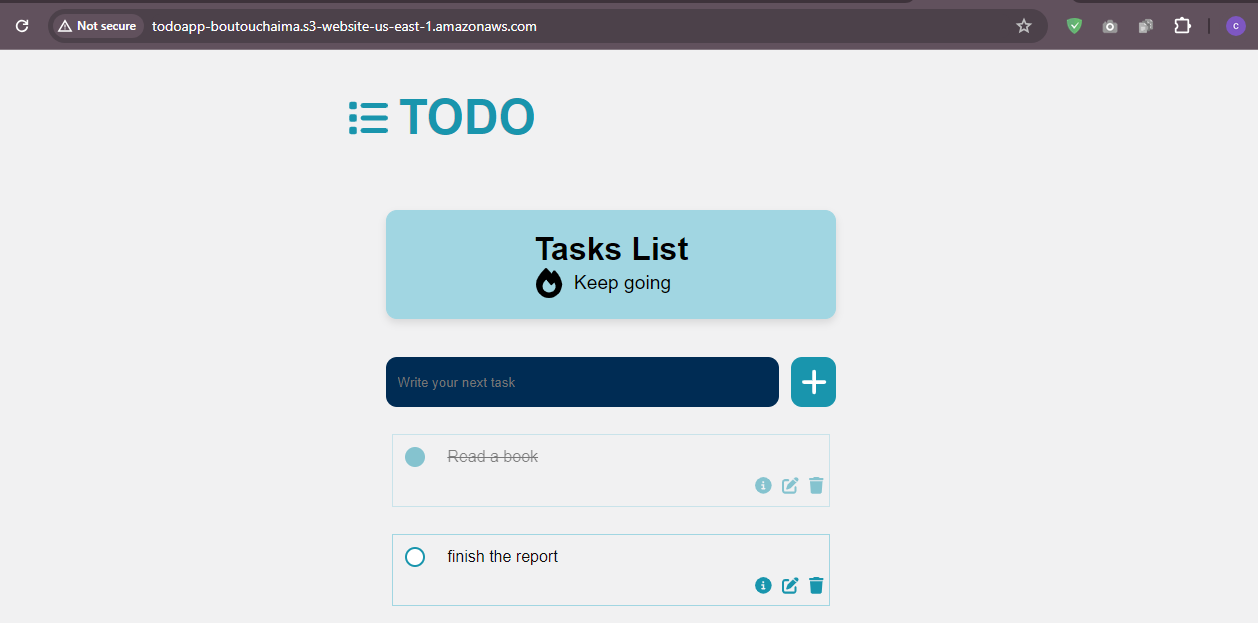 Not secure todoapp-boutouchaima.s3-website-us-east-1.amazonaws.com
c
TODO
Tasks List
Keep going
Write your next task
Read a book
finish the report